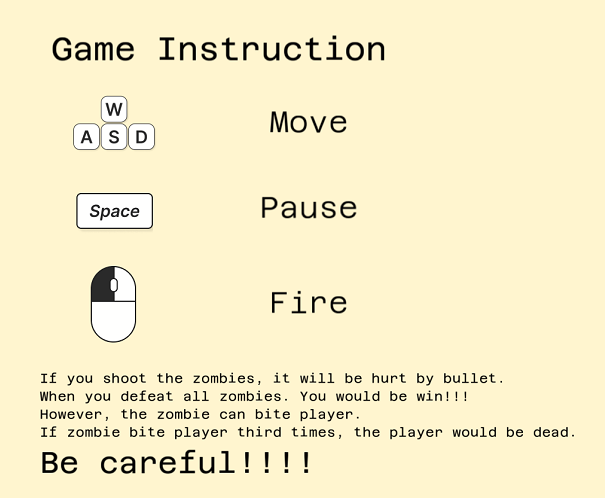 Game Instruction
W
A S D
Move
Space
Pause
Fire
If you shoot the zombies, it will be hurt by bullet.
When you defeat all zombies. You would be win!!!
However, the zombie can bite player.
If zombie bite player third times, the player would be dead.
Be careful!!!!